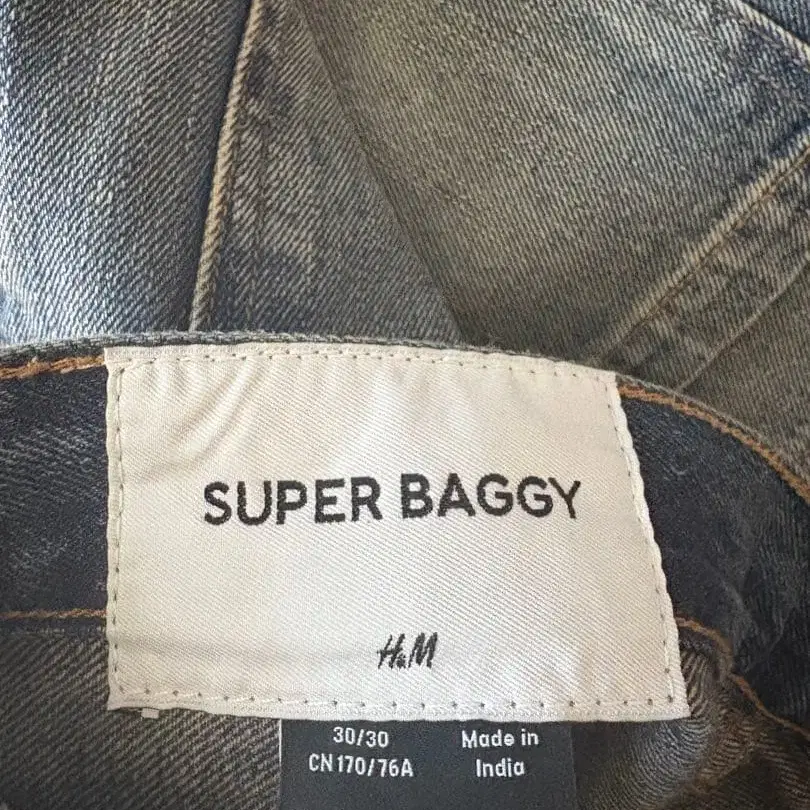 SUPER BAGGY
H&M
30/30
CN 170/76A
Made in
India